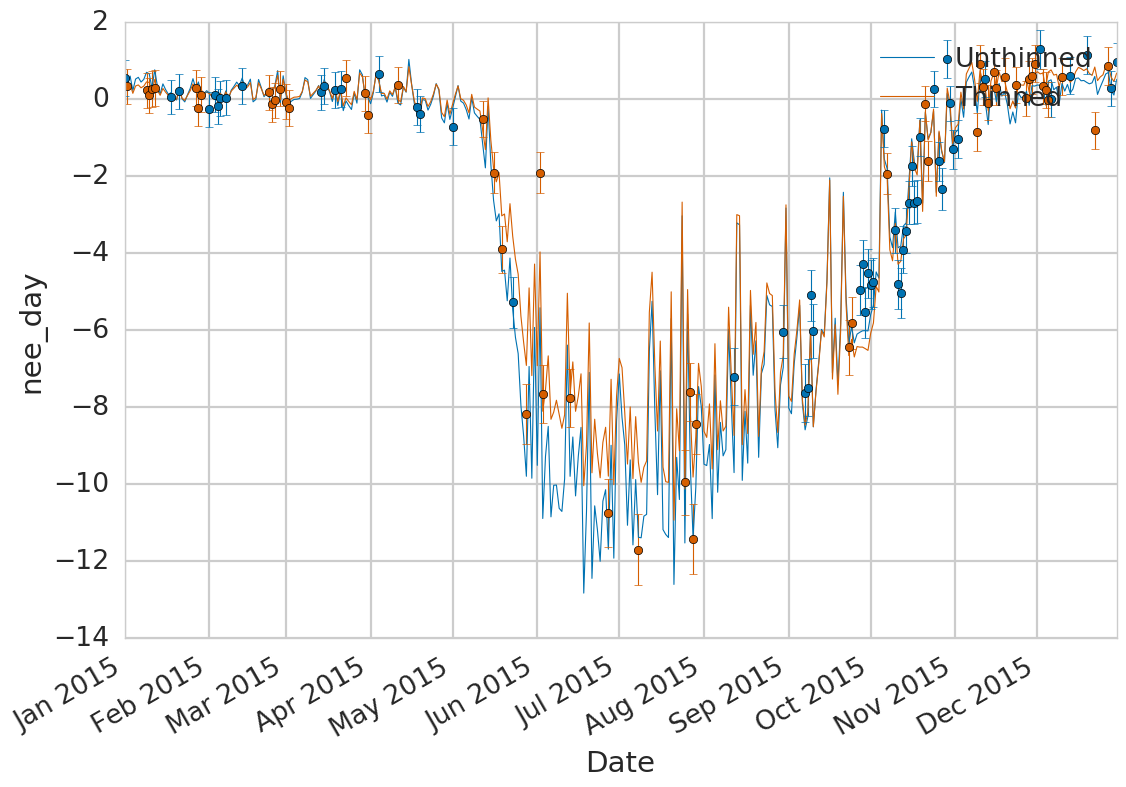 2
0
−2
−4
−6
−8
−10
−12
−14
nee_day
Unthinned
Thinned
Jan 2015
Feb 2015
Mar 2015
Apr 2015
May 2015
Jun 2015
Jul 2015
Aug 2015
Sep 2015
Oct 2015
Nov 2015
Dec 2015
Date